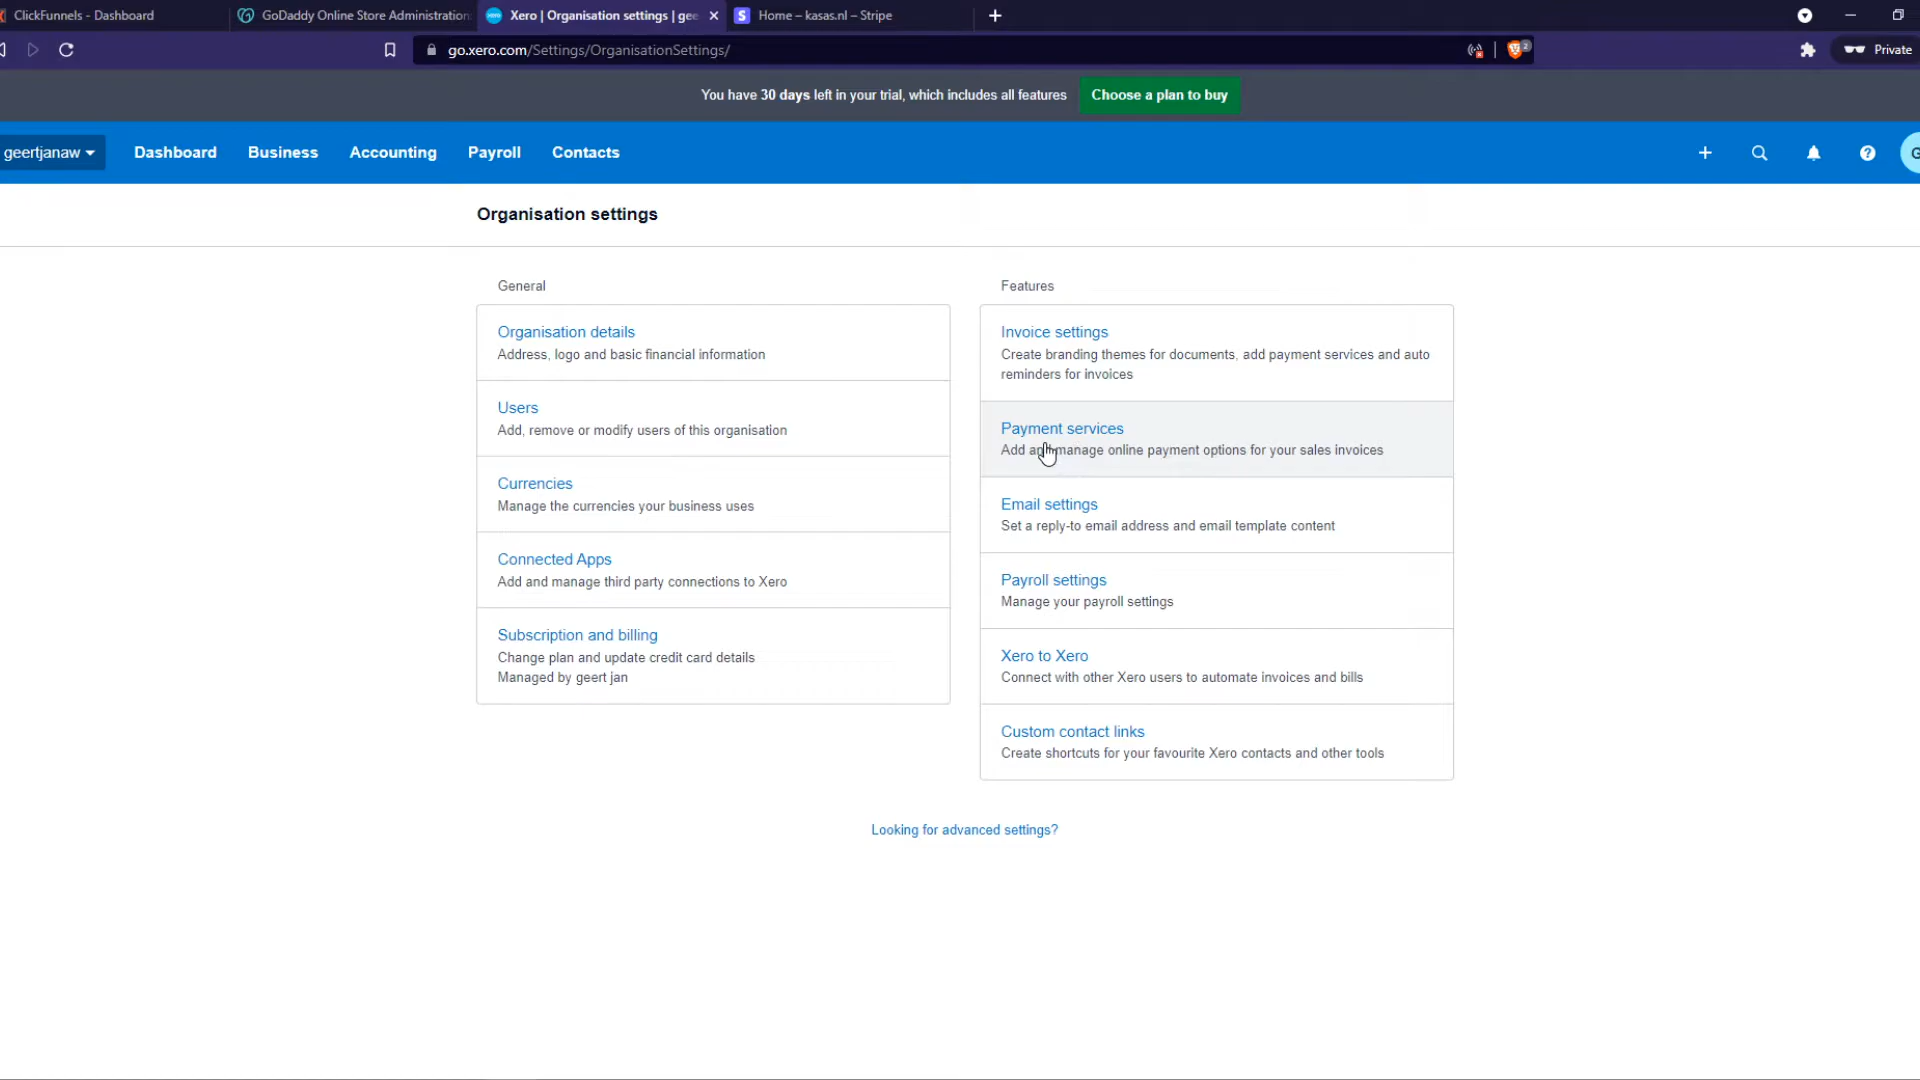 ClickFunnels - Dashboard
GoDaddy Online Store Administration
Xero | Organisation settings | gee
Home – kasas.nl – Stripe
go.xero.com/Settings/OrganisationSettings/
2
Private
You have 30 days left in your trial, which includes all features
Choose a plan to buy
geertjanaw
Dashboard
Business
Accounting
Payroll
Contacts
G
Organisation settings
General
Organisation details
Address, logo and basic financial information
Users
Add, remove or modify users of this organisation
Currencies
Manage the currencies your business uses
Connected Apps
Add and manage third party connections to Xero
Subscription and billing
Change plan and update credit card details
Managed by geert jan
Features
Invoice settings
Create branding themes for documents, add payment services and auto
reminders for invoices
Payment services
Add and manage online payment options for your sales invoices
Email settings
Set a reply-to email address and email template content
Payroll settings
Manage your payroll settings
Xero to Xero
Connect with other Xero users to automate invoices and bills
Custom contact links
Create shortcuts for your favourite Xero contacts and other tools
Looking for advanced settings?